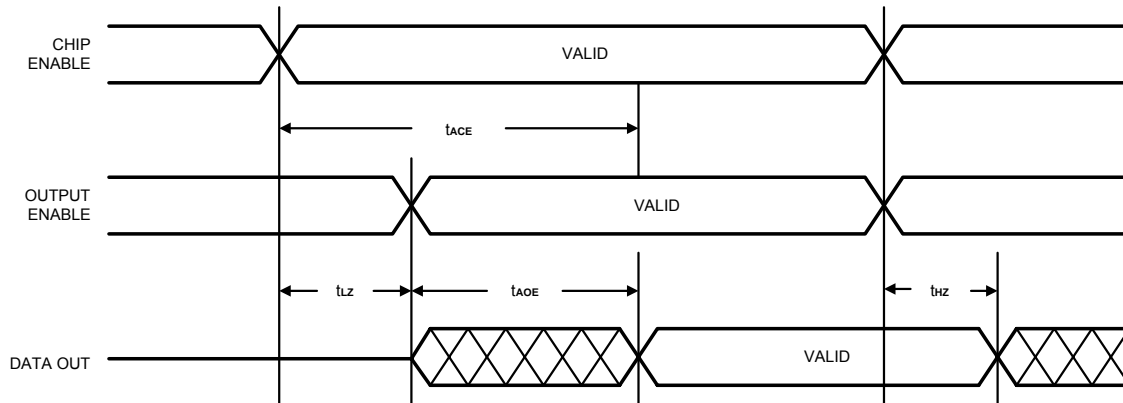 CHIP
ENABLE
VALID
tACE
OUTPUT
ENABLE
VALID
tLZ
tAOE
tHZ
DATA OUT
VALID